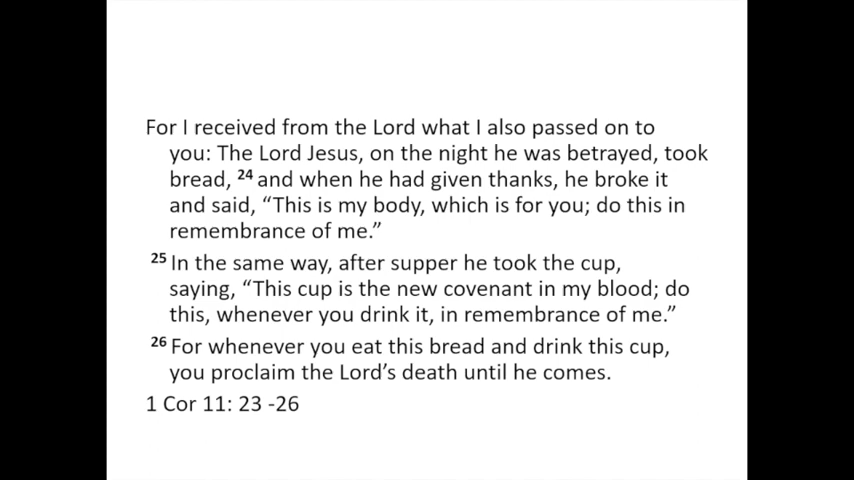 For I received from the Lord what I also passed on to
you: The Lord Jesus, on the night he was betrayed, took
bread, 24 and when he had given thanks, he broke it
and said, “This is my body, which is for you; do this in
remembrance of me.”
25 In the same way, after supper he took the cup,
saying, “This cup is the new covenant in my blood; do
this, whenever you drink it, in remembrance of me.”
26 For whenever you eat this bread and drink this cup,
you proclaim the Lord’s death until he comes.
1 Cor 11: 23 -26